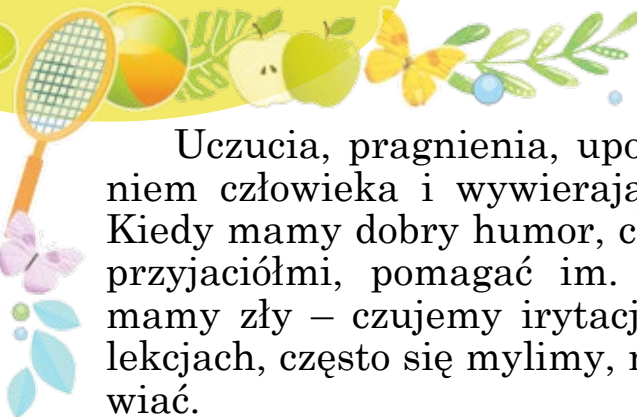 Uczucia, pragnienia, upo
niem człowieka i wywierają
Kiedy mamy dobry humor, c
przyjaciółmi, pomagać im.
mamy zły – czujemy irytacj
lekcjach, często się mylimy, 
wiać.